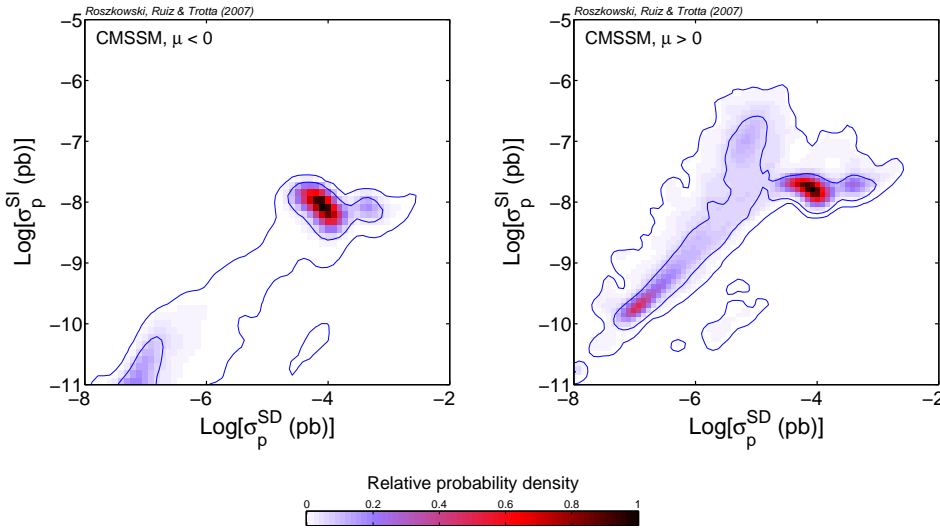 Roszkowski, Ruiz & Trotta (2007)
CMSSM, μ < 0
−5
−6
−7
−8
−9
−10
−11
Log[σ_p^SI (pb)]
−8
−6
−4
−2
Log[σ_p^SD (pb)]
Roszkowski, Ruiz & Trotta (2007)
CMSSM, μ > 0
−5
−6
−7
−8
−9
−10
−11
Log[σ_p^SI (pb)]
−8
−6
−4
−2
Log[σ_p^SD (pb)]
Relative probability density
0 0.2 0.4 0.6 0.8 1